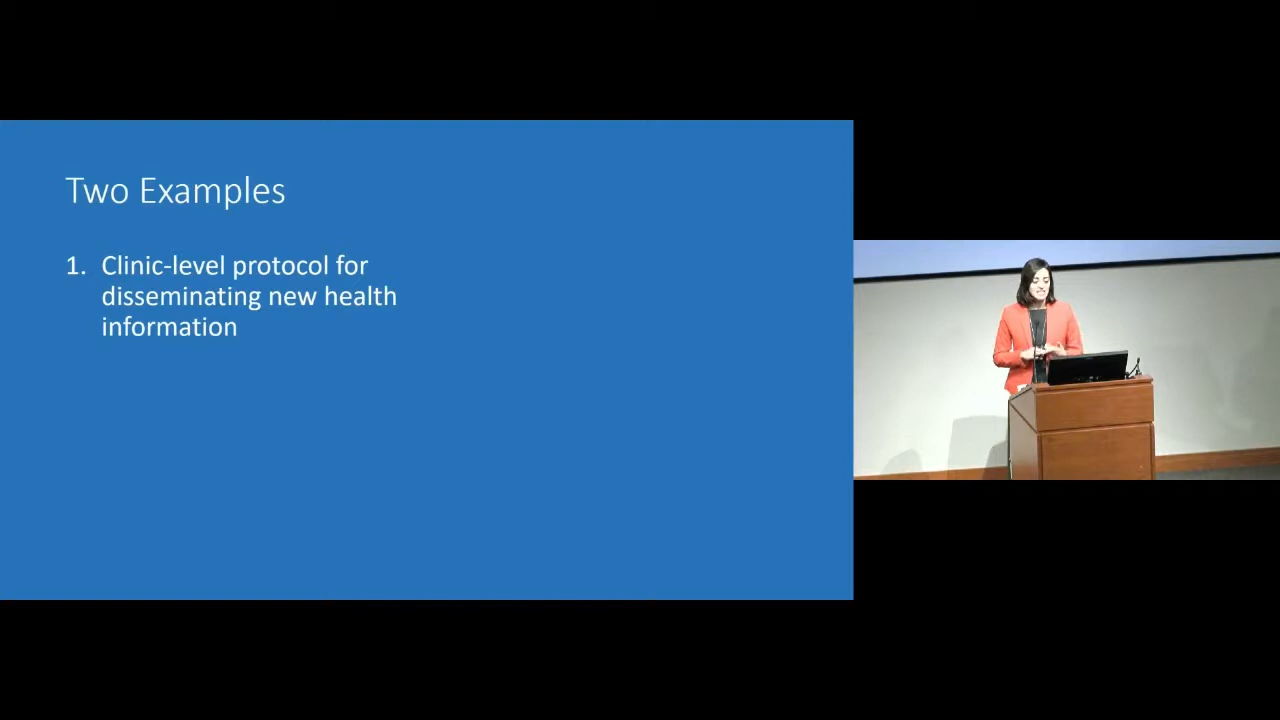 Two Examples
1. Clinic-level protocol for
disseminating new health
information